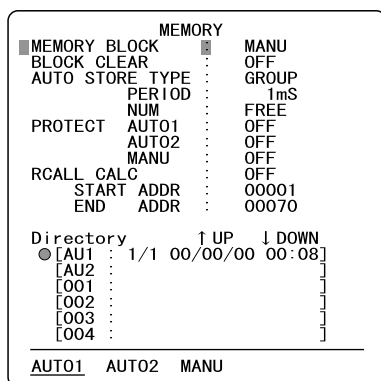 MEMORY
MEMORY BLOCK : MANU
BLOCK CLEAR : OFF
AUTO STORE TYPE : GROUP
PERIOD : 1mS
NUM : FREE
PROTECT AUTO1 : OFF
AUTO2 : OFF
MANU : OFF
RCALL CALC : OFF
START ADDR : 00001
END ADDR : 00070
Directory ↑UP ↓DOWN
[AU1 : 1/1 00/00/00 00:08]
[AU2 : ]
[001 : ]
[002 : ]
[003 : ]
[004 : ]
AUTO1 AUTO2 MANU